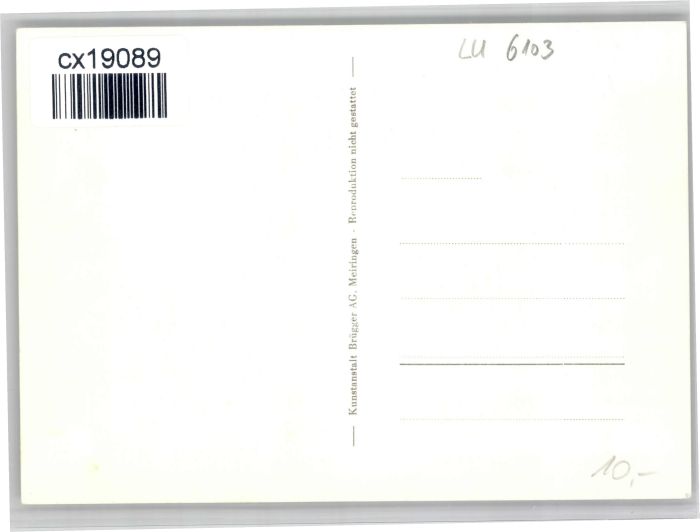 cx19089
LU 6103
Kunstanstalt Brügger AG, Meiringen - Reproduktion nicht gestattet
10,-